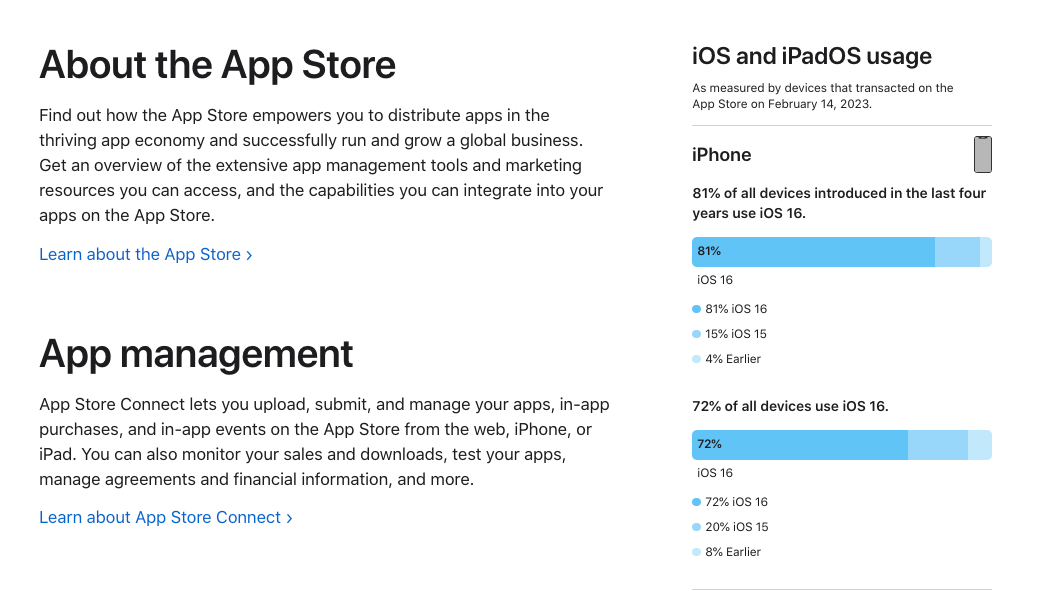 About the App Store
Find out how the App Store empowers you to distribute apps in the
thriving app economy and successfully run and grow a global business.
Get an overview of the extensive app management tools and marketing
resources you can access, and the capabilities you can integrate into your
apps on the App Store.
Learn about the App Store ›
App management
App Store Connect lets you upload, submit, and manage your apps, in-app
purchases, and in-app events on the App Store from the web, iPhone, or
iPad. You can also monitor your sales and downloads, test your apps,
manage agreements and financial information, and more.
Learn about App Store Connect ›
iOS and iPadOS usage
As measured by devices that transacted on the
App Store on February 14, 2023.
iPhone
81% of all devices introduced in the last four
years use iOS 16.
81%
iOS 16
81% iOS 16
15% iOS 15
4% Earlier
72% of all devices use iOS 16.
72%
iOS 16
72% iOS 16
20% iOS 15
8% Earlier